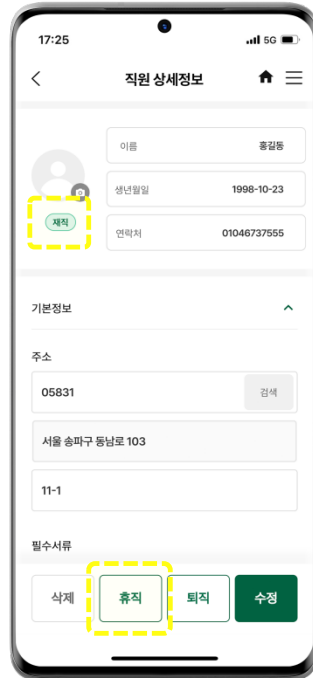 17:25 5G
직원 상세정보
이름 홍길동
생년월일 1998-10-23
재직
연락처 01046737555
기본정보
주소
05831 검색
서울 송파구 동남로 103
11-1
필수서류
삭제 휴직 퇴직 수정